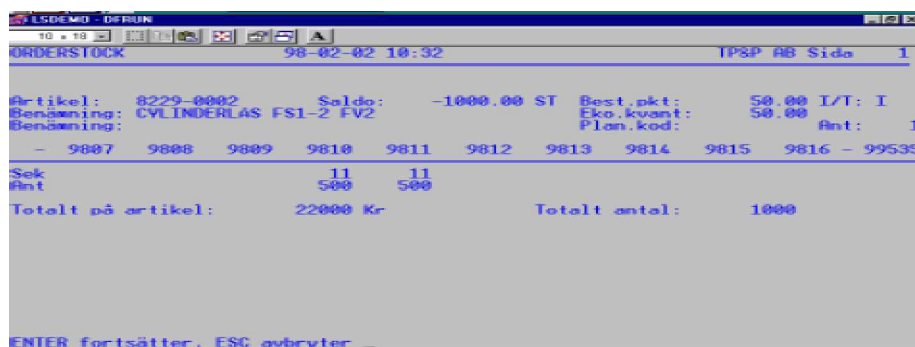 LSDEMO - DFRUN
10 x 18 A
ORDERSTOCK 98-02-02 10:32 TPSP AB Sida 1
Artikel: 8229-0002 Saldo: -1000.00 ST Best.pkt: 50.00 I/T: I
Benämning: CYLINDERLÅS FS1-2 FV2 Eko.kvant: 50.00
Benämning: Plan.kod: Ant: 1
- 9807 9808 9809 9810 9811 9812 9813 9814 9815 9816 - 99535
Sek 11 11
Ant 500 500
Totalt på artikel: 22000 Kr Totalt antal: 1000
ENTER fortsätter, ESC avbryter _